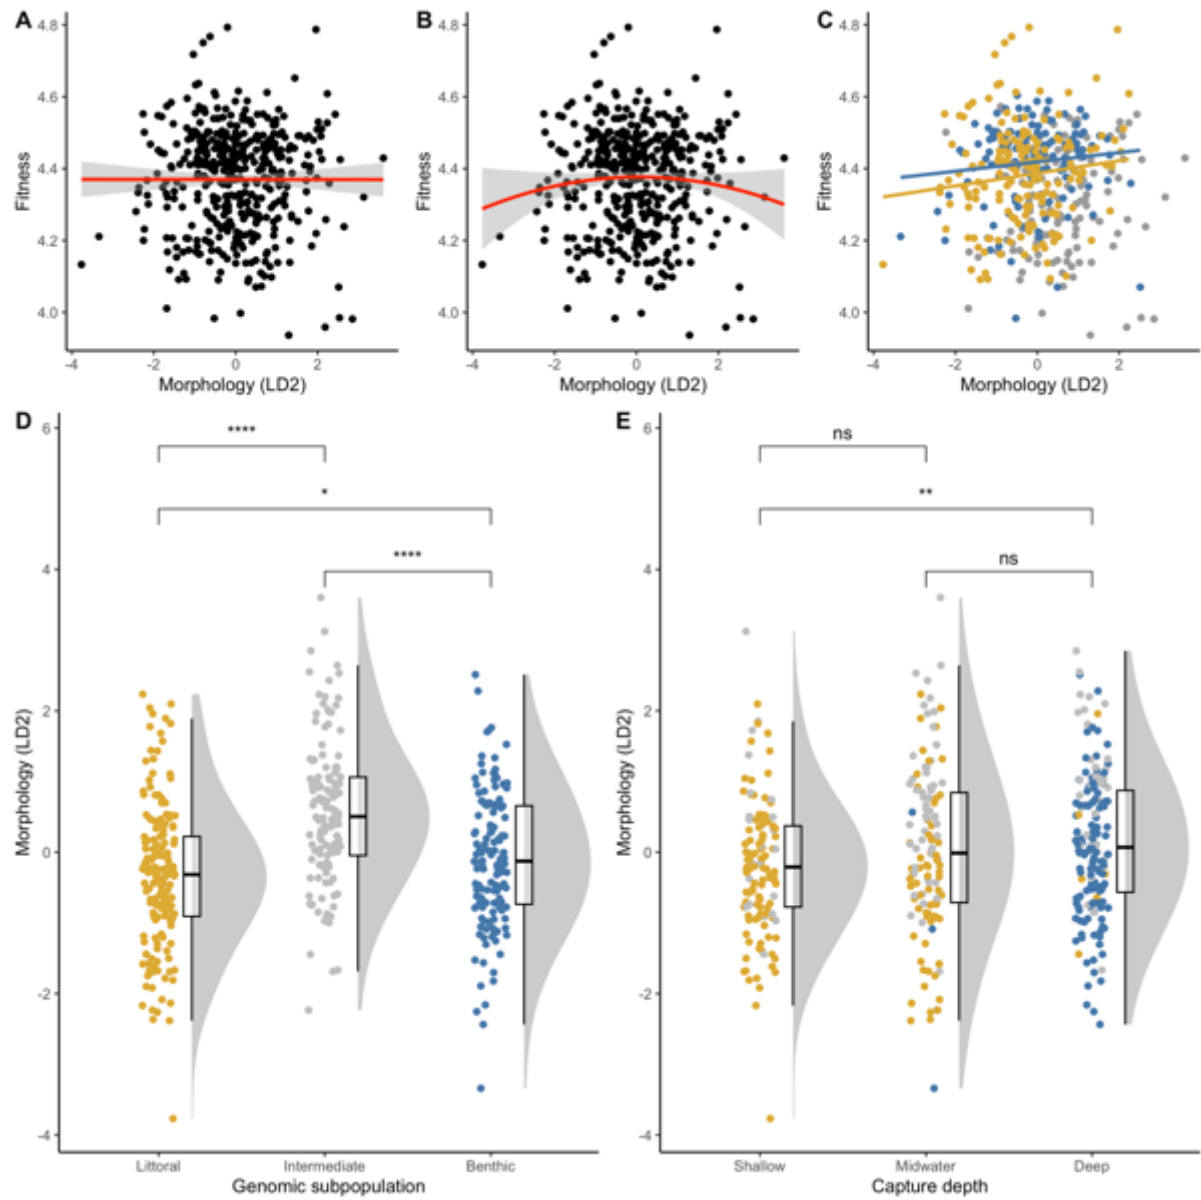 A
B
C
4.8
4.6
4.4
4.2
4.0
Fitness
-4
-2
0
2
Morphology (LD2)
4.8
4.6
4.4
4.2
4.0
Fitness
-4
-2
0
2
Morphology (LD2)
4.8
4.6
4.4
4.2
4.0
Fitness
-4
-2
0
2
Morphology (LD2)
D
6
4
2
0
-2
-4
Morphology (LD2)
****
*
****
Littoral
Intermediate
Benthic
Genomic subpopulation
E
6
4
2
0
-2
-4
Morphology (LD2)
ns
**
ns
Shallow
Midwater
Deep
Capture depth